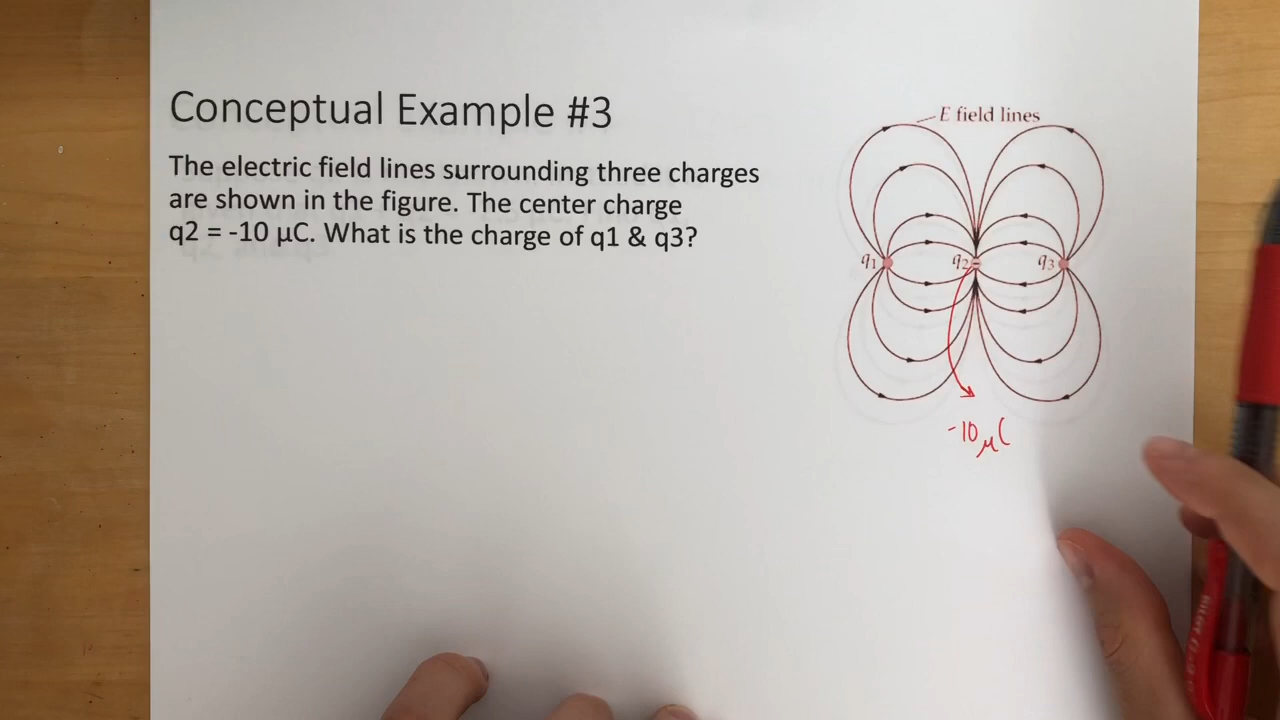 Conceptual Example #3
The electric field lines surrounding three charges
are shown in the figure. The center charge
q2 = -10 µC. What is the charge of q1 & q3?
E field lines
q1 q2 q3
-10 µC